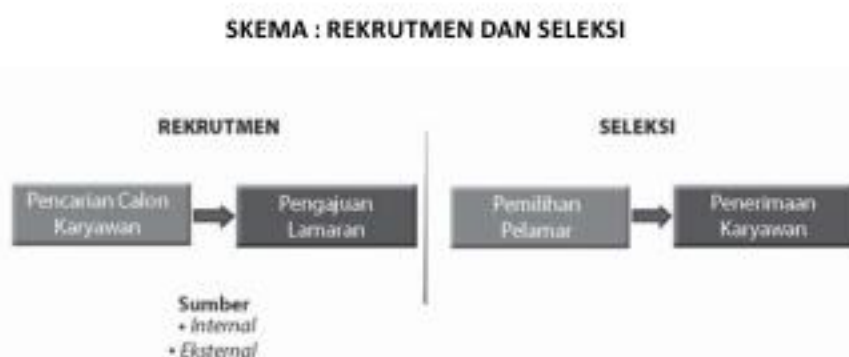 SKEMA : REKRUTMEN DAN SELEKSI
REKRUTMEN
Pencarian Calon
Karyawan
Pengajuan
Lamaran
Sumber
• Internal
• Eksternal
SELEKSI
Pemilihan
Pelamar
Penerimaan
Karyawan